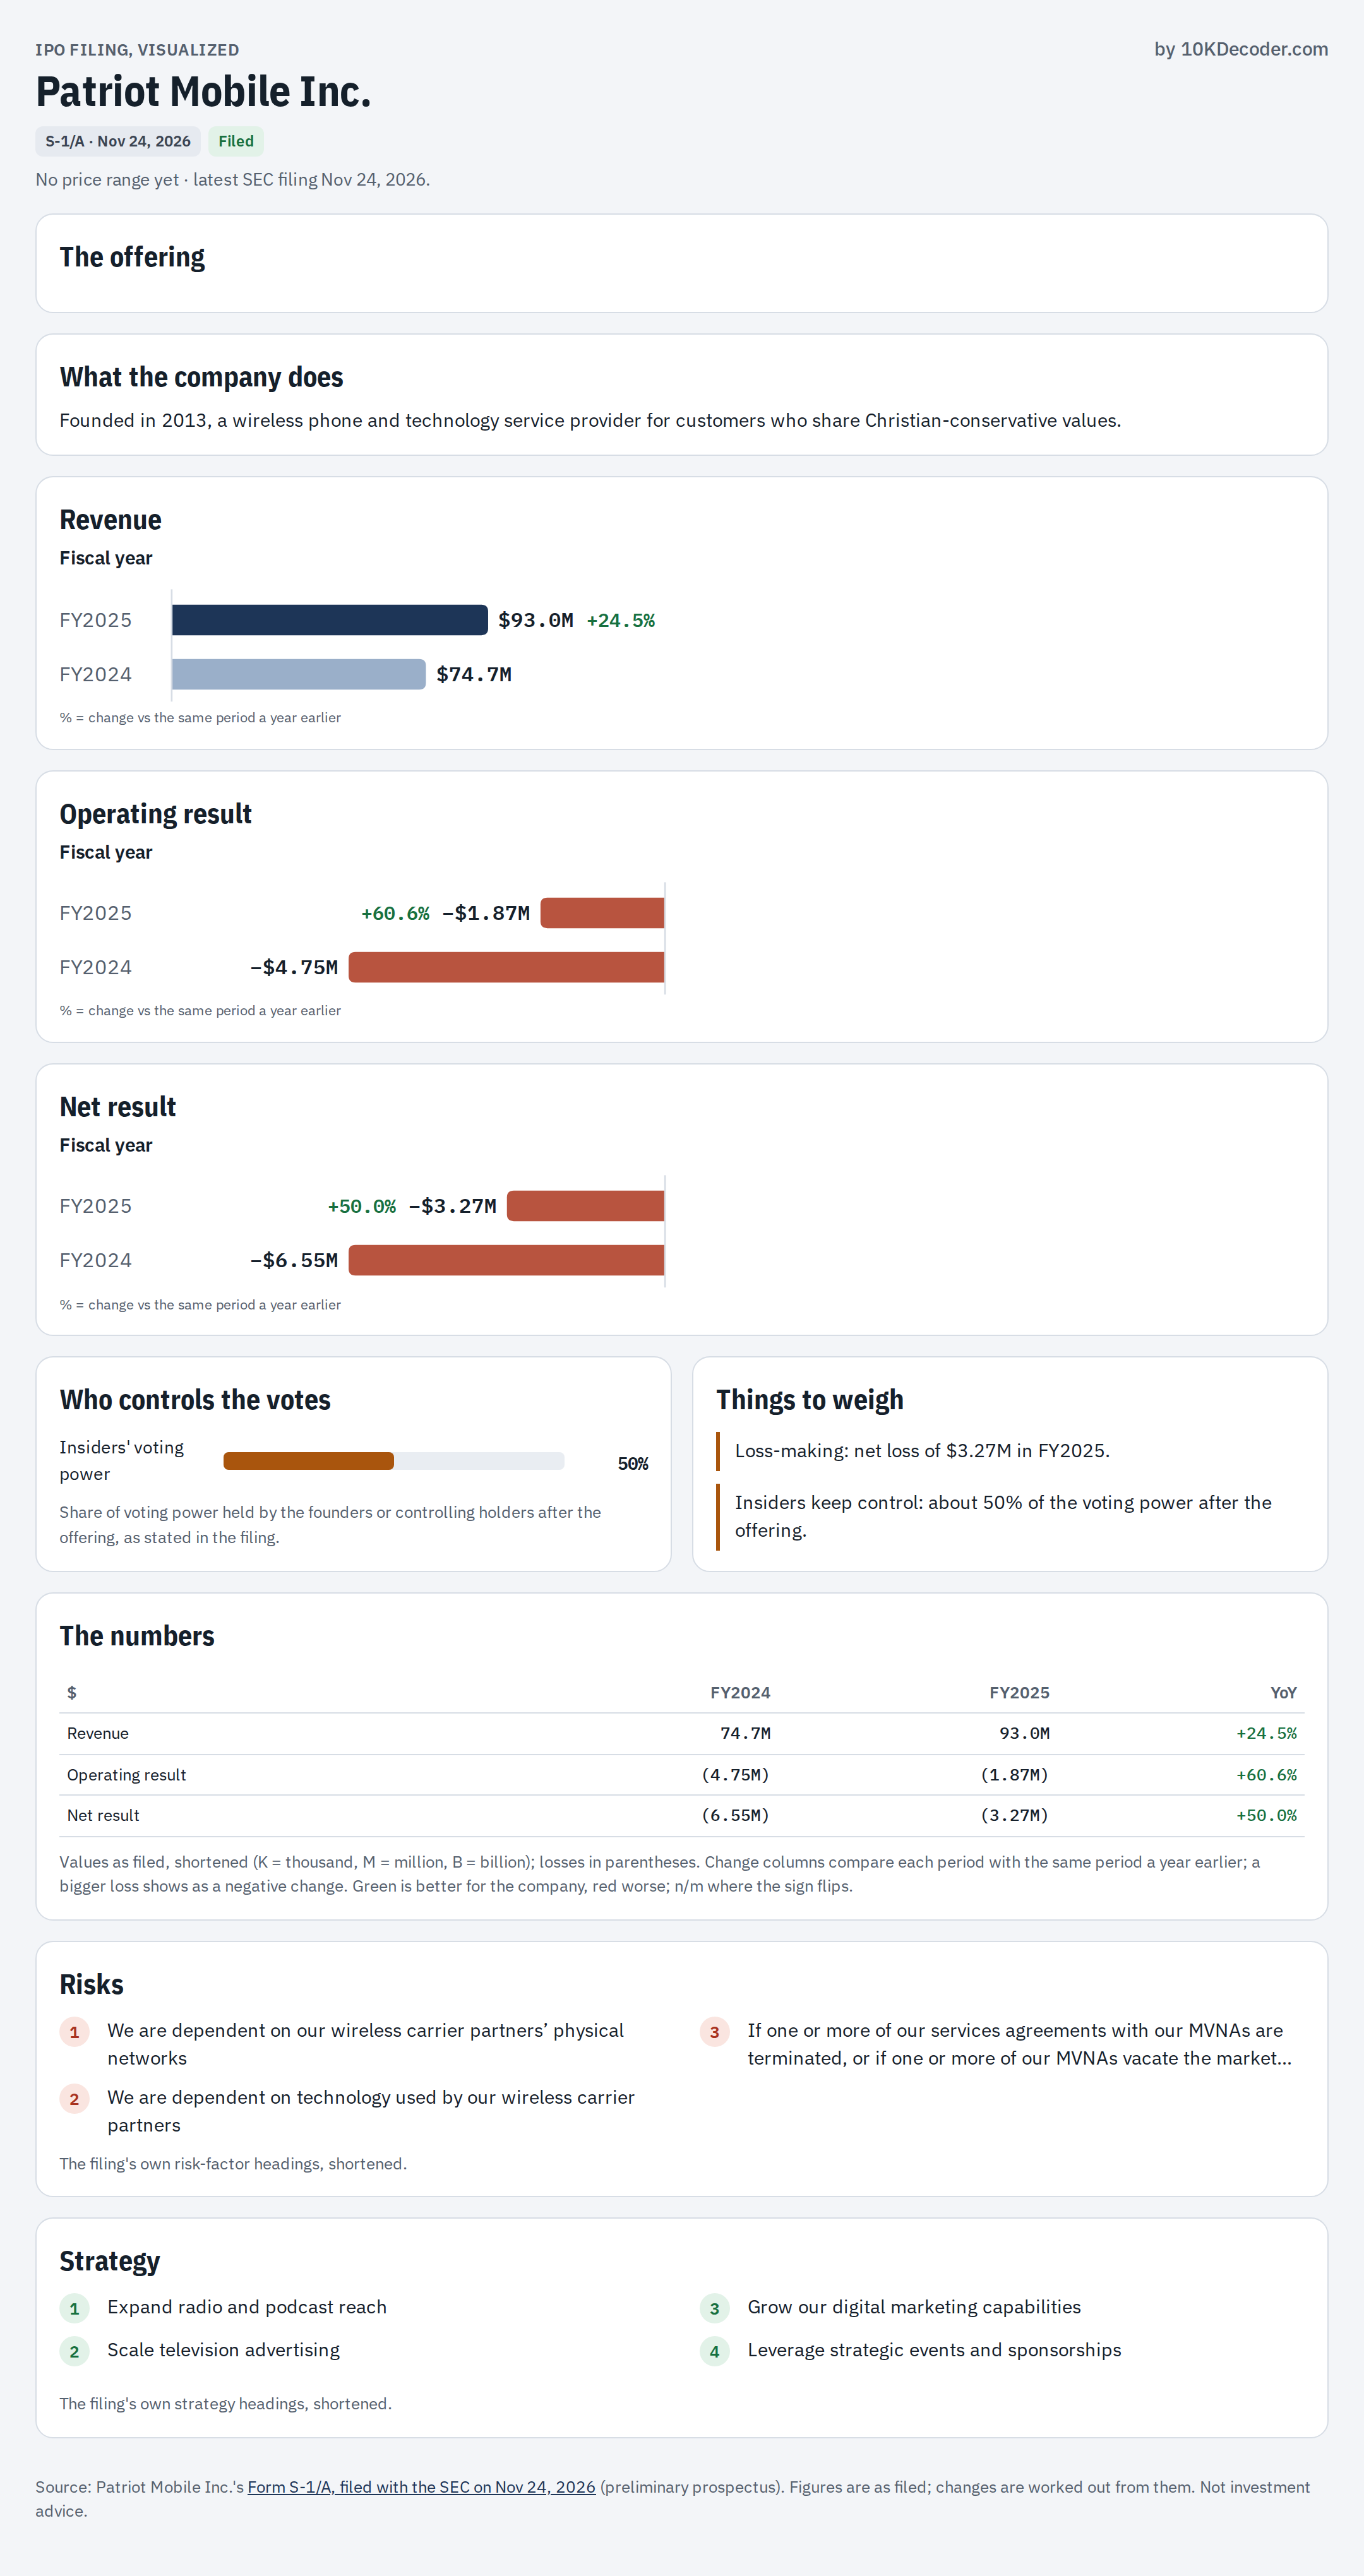 IPO FILING, VISUALIZED
by 10KDecoder.com
Patriot Mobile Inc.
S-1/A · Nov 24, 2026
Filed
No price range yet · latest SEC filing Nov 24, 2026.
The offering
What the company does
Founded in 2013, a wireless phone and technology service provider for customers who share Christian-conservative values.
Revenue
Fiscal year
FY2025 $93.0M +24.5%
FY2024 $74.7M
% = change vs the same period a year earlier
Operating result
Fiscal year
FY2025 +60.6% −$1.87M
FY2024 −$4.75M
% = change vs the same period a year earlier
Net result
Fiscal year
FY2025 +50.0% −$3.27M
FY2024 −$6.55M
% = change vs the same period a year earlier
Who controls the votes
Insiders' voting
power
50%
Share of voting power held by the founders or controlling holders after the
offering, as stated in the filing.
Things to weigh
Loss-making: net loss of $3.27M in FY2025.
Insiders keep control: about 50% of the voting power after the
offering.
The numbers
$ FY2024 FY2025 YoY
Revenue 74.7M 93.0M +24.5%
Operating result (4.75M) (1.87M) +60.6%
Net result (6.55M) (3.27M) +50.0%
Values as filed, shortened (K = thousand, M = million, B = billion); losses in parentheses. Change columns compare each period with the same period a year earlier; a
bigger loss shows as a negative change. Green is better for the company, red worse; n/m where the sign flips.
Risks
1 We are dependent on our wireless carrier partners’ physical
networks
2 We are dependent on technology used by our wireless carrier
partners
3 If one or more of our services agreements with our MVNAs are
terminated, or if one or more of our MVNAs vacate the market…
The filing's own risk-factor headings, shortened.
Strategy
1 Expand radio and podcast reach
2 Scale television advertising
3 Grow our digital marketing capabilities
4 Leverage strategic events and sponsorships
The filing's own strategy headings, shortened.
Source: Patriot Mobile Inc.'s Form S-1/A, filed with the SEC on Nov 24, 2026 (preliminary prospectus). Figures are as filed; changes are worked out from them. Not investment
advice.